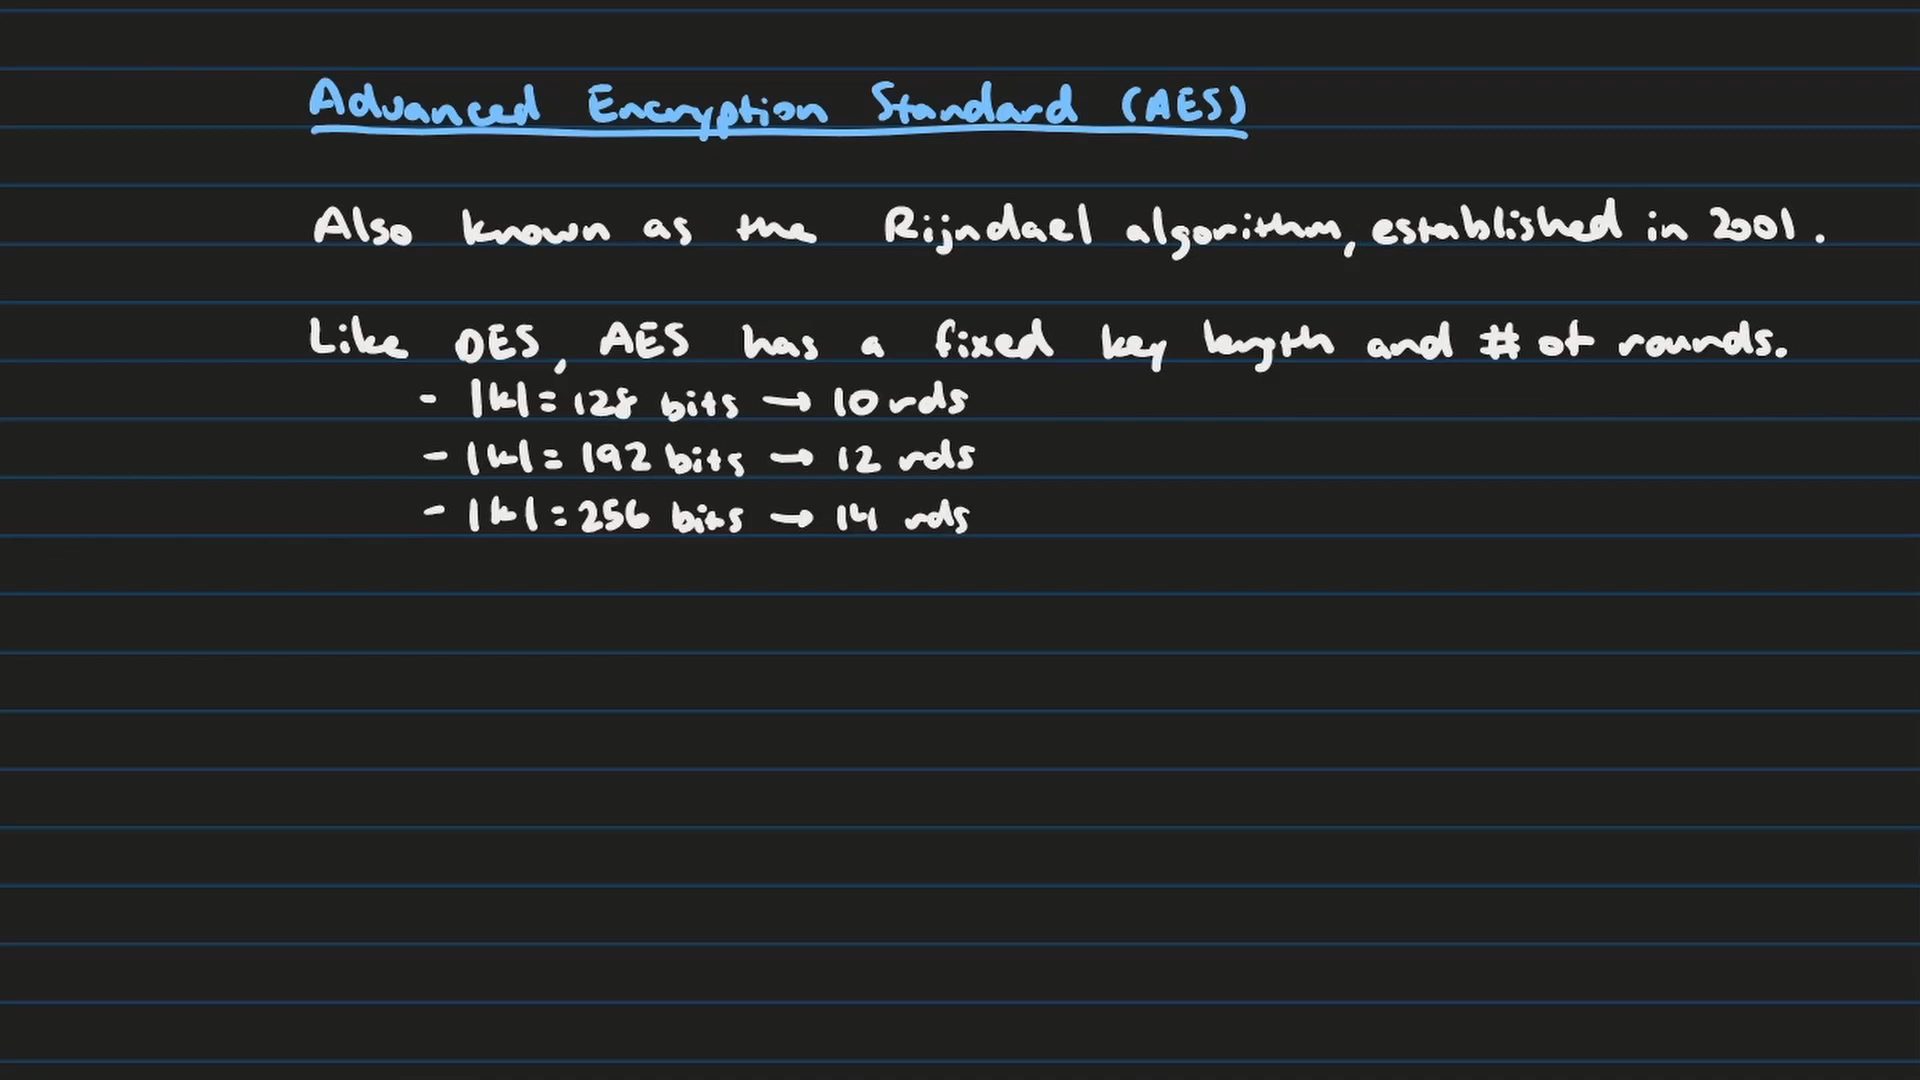 Advanced Encryption Standard (AES)
Also known as the Rijndael algorithm, established in 2001.
Like DES, AES has a fixed key length and # of rounds.
- |k| = 128 bits → 10 rds
- |k| = 192 bits → 12 rds
- |k| = 256 bits → 14 rds